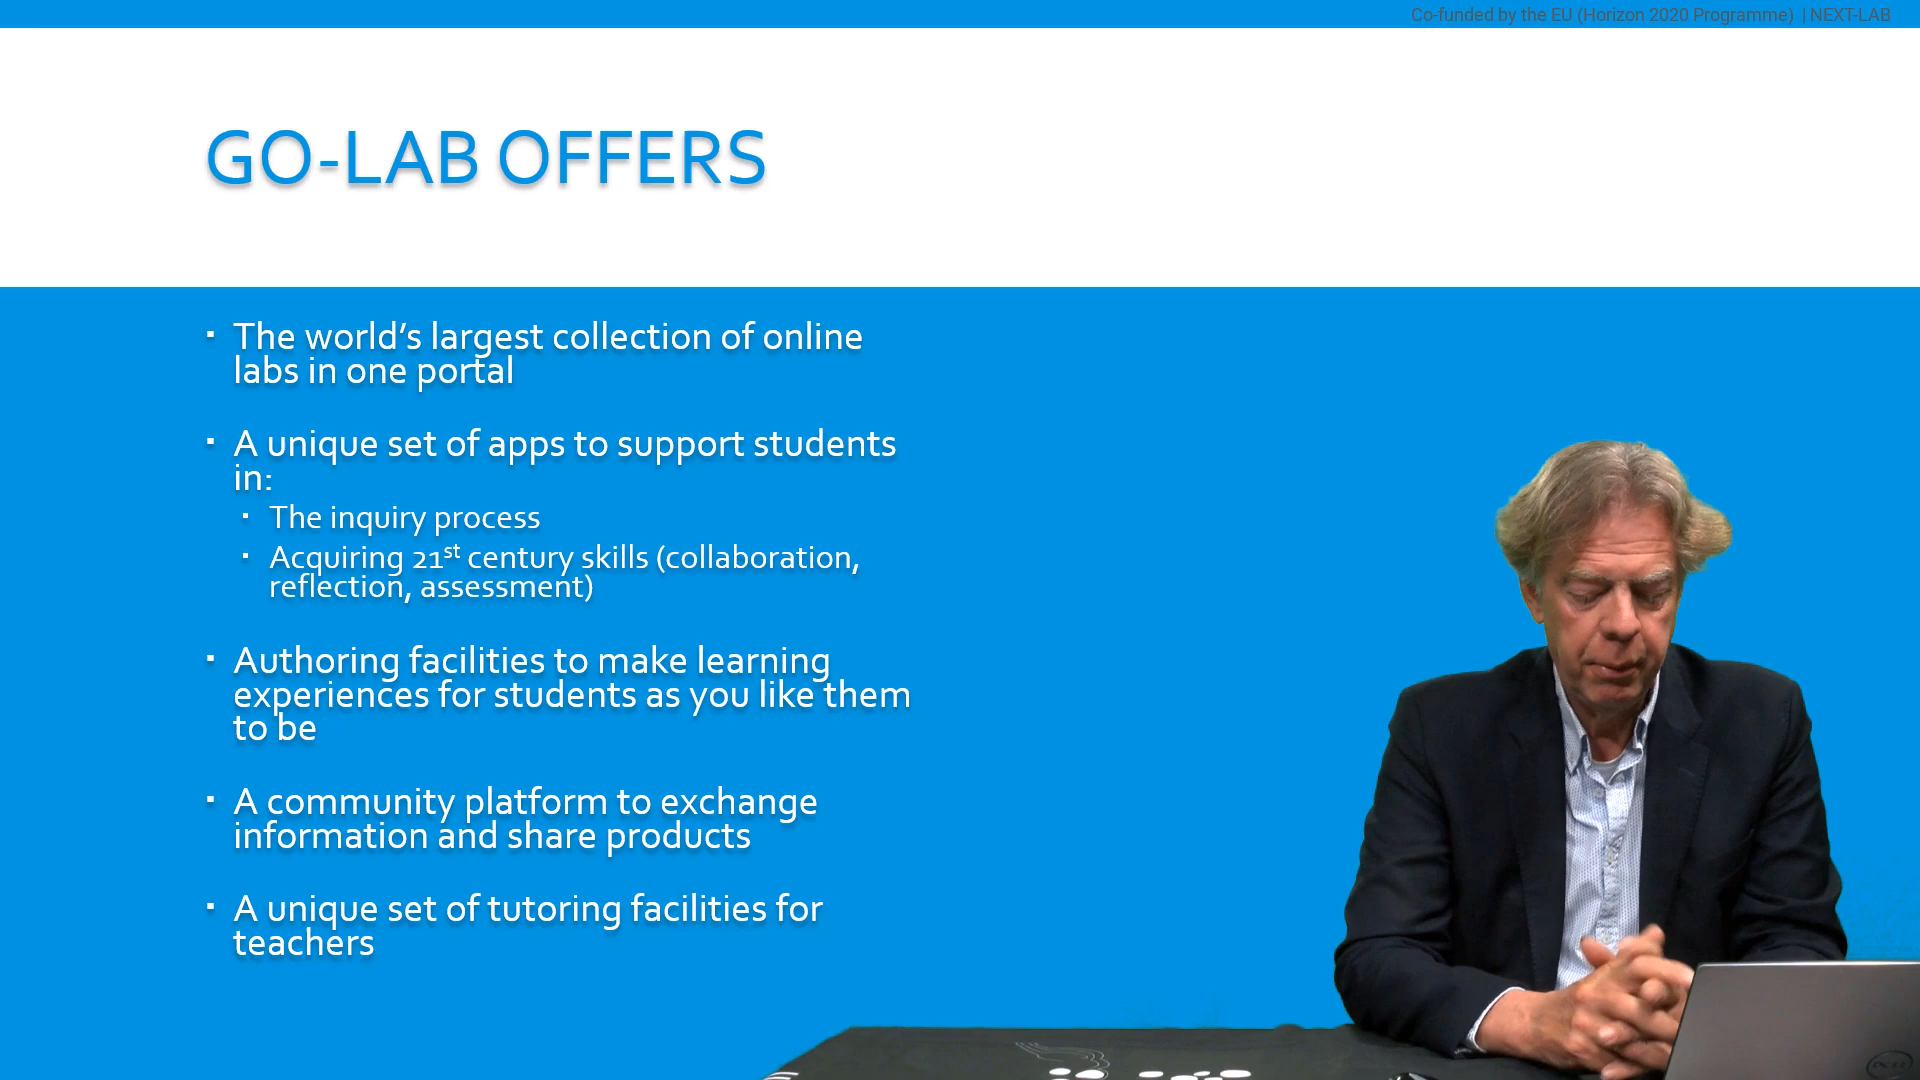 Co-funded by the EU (Horizon 2020 Programme) | NEXT-LAB
GO-LAB OFFERS
▪ The world’s largest collection of online
labs in one portal
▪ A unique set of apps to support students
in:
▪ The inquiry process
▪ Acquiring 21st century skills (collaboration,
reflection, assessment)
▪ Authoring facilities to make learning
experiences for students as you like them
to be
▪ A community platform to exchange
information and share products
▪ A unique set of tutoring facilities for
teachers
DELL